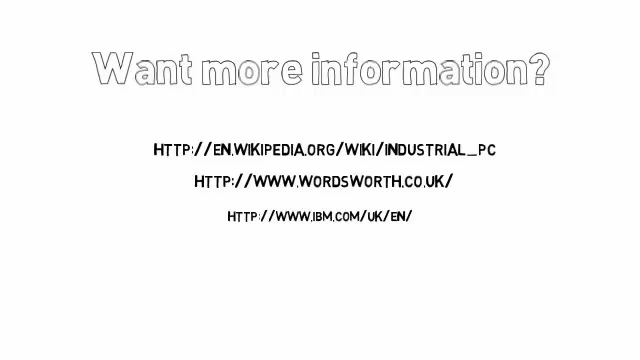 Want more information?
HTTP://EN.WIKIPEDIA.ORG/WIKI/INDUSTRIAL_PC
HTTP://WWW.WORDSWORTH.CO.UK/
HTTP://WWW.IBM.COM/UK/EN/